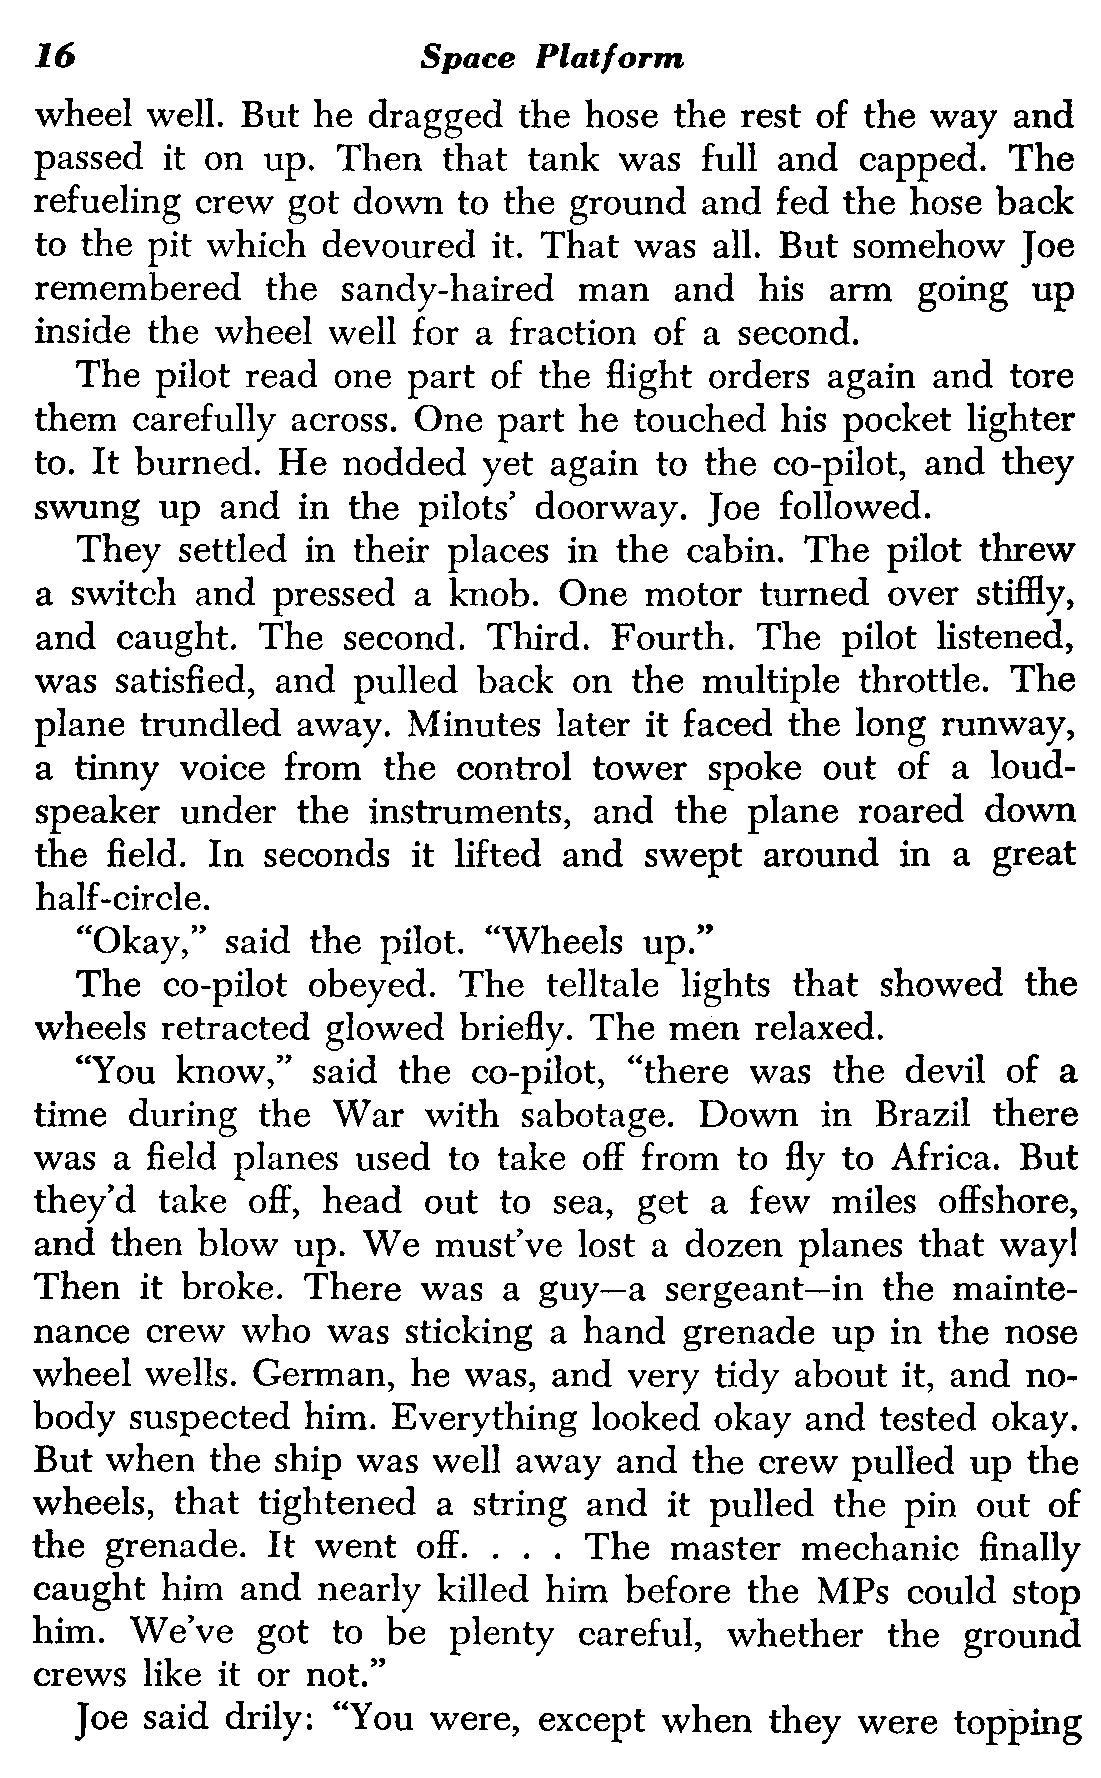 16 Space Platform
wheel well. But he dragged the hose the rest of the way and
passed it on up. Then that tank was full and capped. The
refueling crew got down to the ground and fed the hose back
to the pit which devoured it. That was all. But somehow Joe
remembered the sandy-haired man and his arm going up
inside the wheel well for a fraction of a second.
The pilot read one part of the flight orders again and tore
them carefully across. One part he touched his pocket lighter
to. It burned. He nodded yet again to the co-pilot, and they
swung up and in the pilots' doorway. Joe followed.
They settled in their places in the cabin. The pilot threw
a switch and pressed a knob. One motor turned over stiffly,
and caught. The second. Third. Fourth. The pilot listened,
was satisfied, and pulled back on the multiple throttle. The
plane trundled away. Minutes later it faced the long runway,
a tinny voice from the control tower spoke out of a loud-
speaker under the instruments, and the plane roared down
the field. In seconds it lifted and swept around in a great
half-circle.
“Okay,” said the pilot. “Wheels up.”
The co-pilot obeyed. The telltale lights that showed the
wheels retracted glowed briefly. The men relaxed.
“You know,” said the co-pilot, “there was the devil of a
time during the War with sabotage. Down in Brazil there
was a field planes used to take off from to fly to Africa. But
they'd take off, head out to sea, get a few miles offshore,
and then blow up. We must've lost a dozen planes that way!
Then it broke. There was a guy—a sergeant—in the mainte-
nance crew who was sticking a hand grenade up in the nose
wheel wells. German, he was, and very tidy about it, and no-
body suspected him. Everything looked okay and tested okay.
But when the ship was well away and the crew pulled up the
wheels, that tightened a string and it pulled the pin out of
the grenade. It went off. . . . The master mechanic finally
caught him and nearly killed him before the MPs could stop
him. We've got to be plenty careful, whether the ground
crews like it or not.”
Joe said drily: “You were, except when they were topping